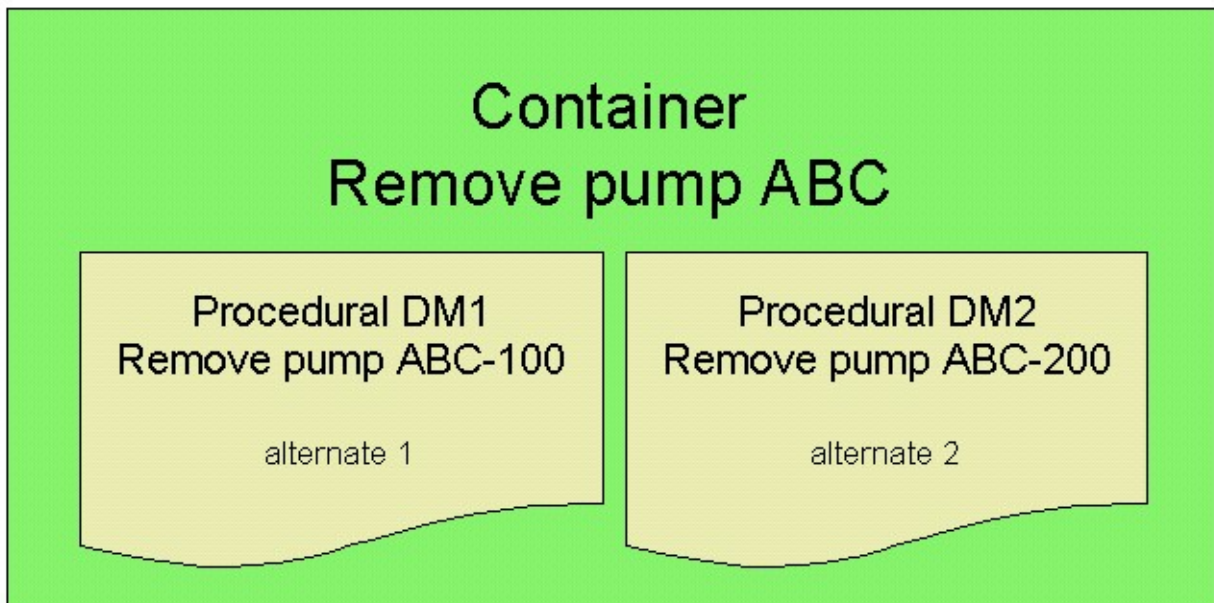 Container
Remove pump ABC
Procedural DM1
Remove pump ABC-100
alternate 1
Procedural DM2
Remove pump ABC-200
alternate 2